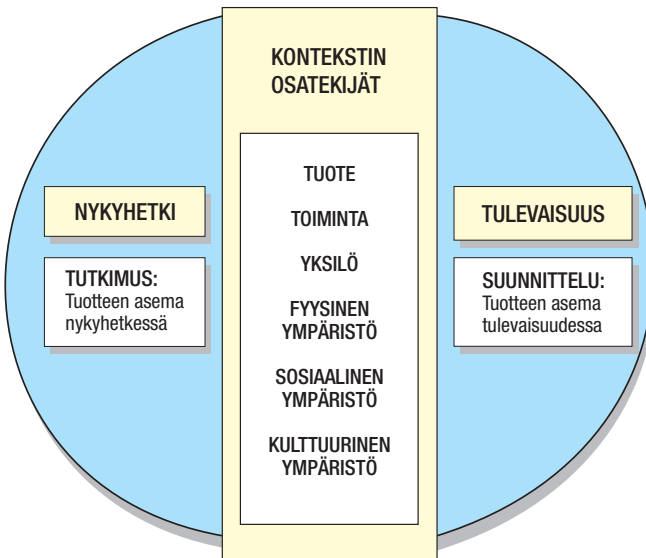 KONTEKSTIN
OSATEKIJÄT
NYKYHETKI
TUTKIMUS:
Tuotteen asema
nykyhetkessä
TUOTE
TOIMINTA
YKSILÖ
FYYSINEN
YMPÄRISTÖ
SOSIAALINEN
YMPÄRISTÖ
KULTTUURINEN
YMPÄRISTÖ
TULEVAISUUS
SUUNNITTELU:
Tuotteen asema
tulevaisuudessa